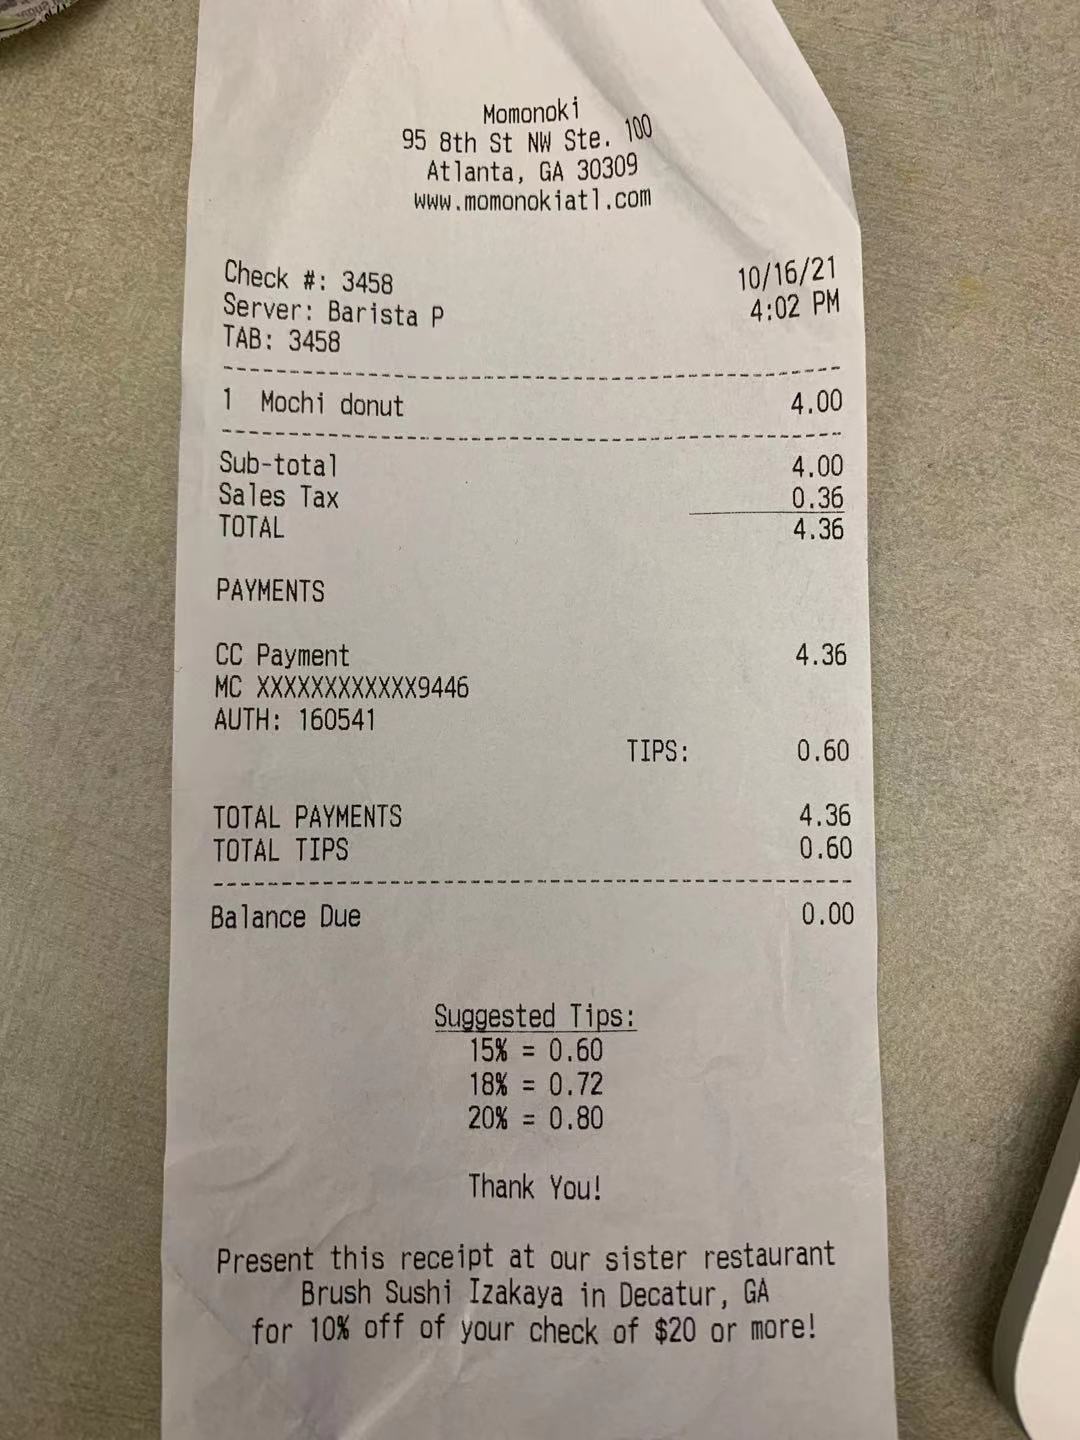 Momonoki
95 8th St NW Ste. 100
Atlanta, GA 30309
www.momonokiatl.com
Check #: 3458 10/16/21
Server: Barista P 4:02 PM
TAB: 3458
1 Mochi donut 4.00
Sub-total 4.00
Sales Tax 0.36
TOTAL 4.36
PAYMENTS
CC Payment 4.36
MC XXXXXXXXXXXX9446
AUTH: 160541
TIPS: 0.60
TOTAL PAYMENTS 4.36
TOTAL TIPS 0.60
Balance Due 0.00
Suggested Tips:
15% = 0.60
18% = 0.72
20% = 0.80
Thank You!
Present this receipt at our sister restaurant
Brush Sushi Izakaya in Decatur, GA
for 10% off of your check of $20 or more!